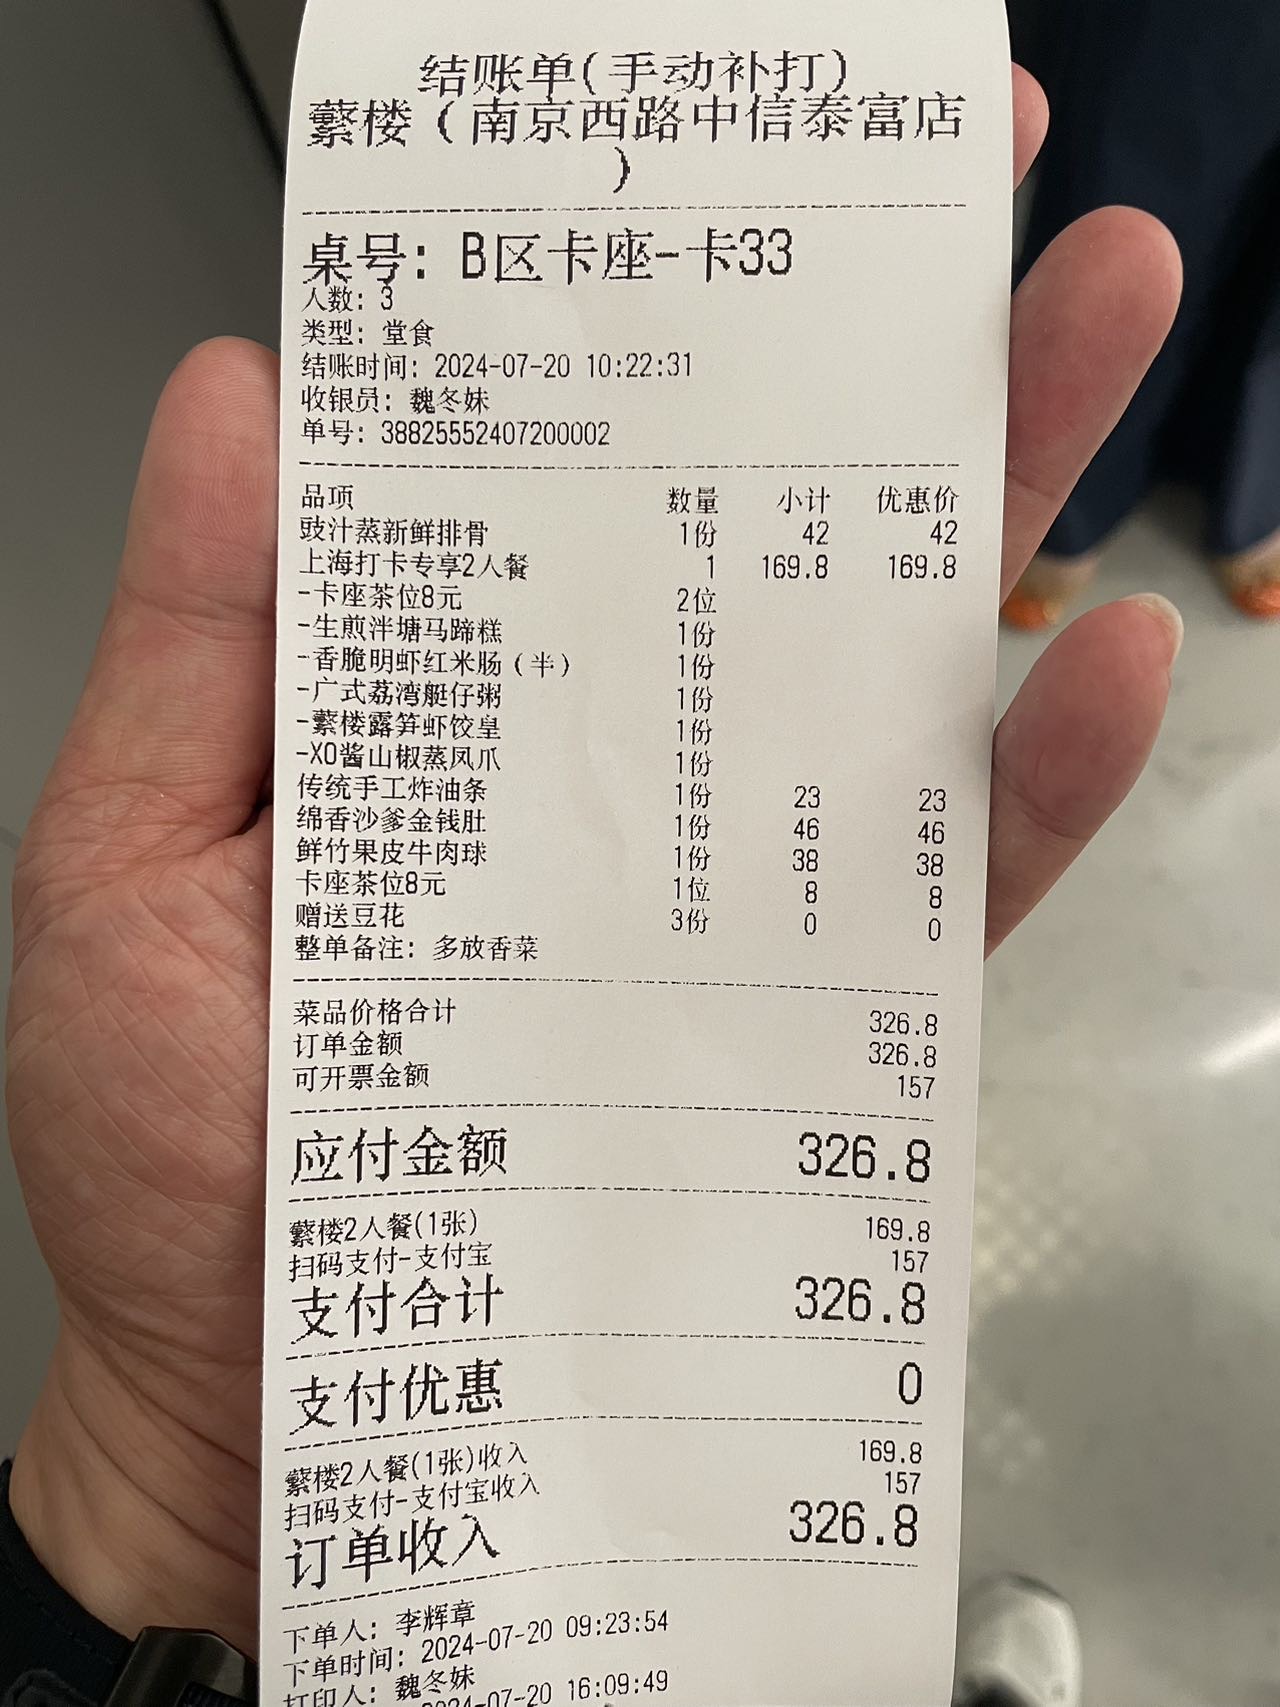 结账单(手动补打)
蘩楼（南京西路中信泰富店
）
桌号: B区卡座-卡33
人数: 3
类型: 堂食
结账时间: 2024-07-20 10:22:31
收银员: 魏冬妹
单号: 38825552407200002
品项 数量 小计 优惠价
豉汁蒸新鲜排骨 1份 42 42
上海打卡专享2人餐 1 169.8 169.8
-卡座茶位8元 2位
-生煎泮塘马蹄糕 1份
-香脆明虾红米肠（半） 1份
-广式荔湾艇仔粥 1份
-蘩楼露笋虾饺皇 1份
-XO酱山椒蒸凤爪 1份
传统手工炸油条 1份 23 23
绵香沙爹金钱肚 1份 46 46
鲜竹果皮牛肉球 1份 38 38
卡座茶位8元 1位 8 8
赠送豆花 3份 0 0
整单备注: 多放香菜
菜品价格合计 326.8
订单金额 326.8
可开票金额 157
应付金额 326.8
蘩楼2人餐(1张) 169.8
扫码支付-支付宝 157
支付合计 326.8
支付优惠 0
蘩楼2人餐(1张)收入 169.8
扫码支付-支付宝收入 157
订单收入 326.8
下单人: 李辉章
下单时间: 2024-07-20 09:23:54
打印人: 魏冬妹
2024-07-20 16:09:49